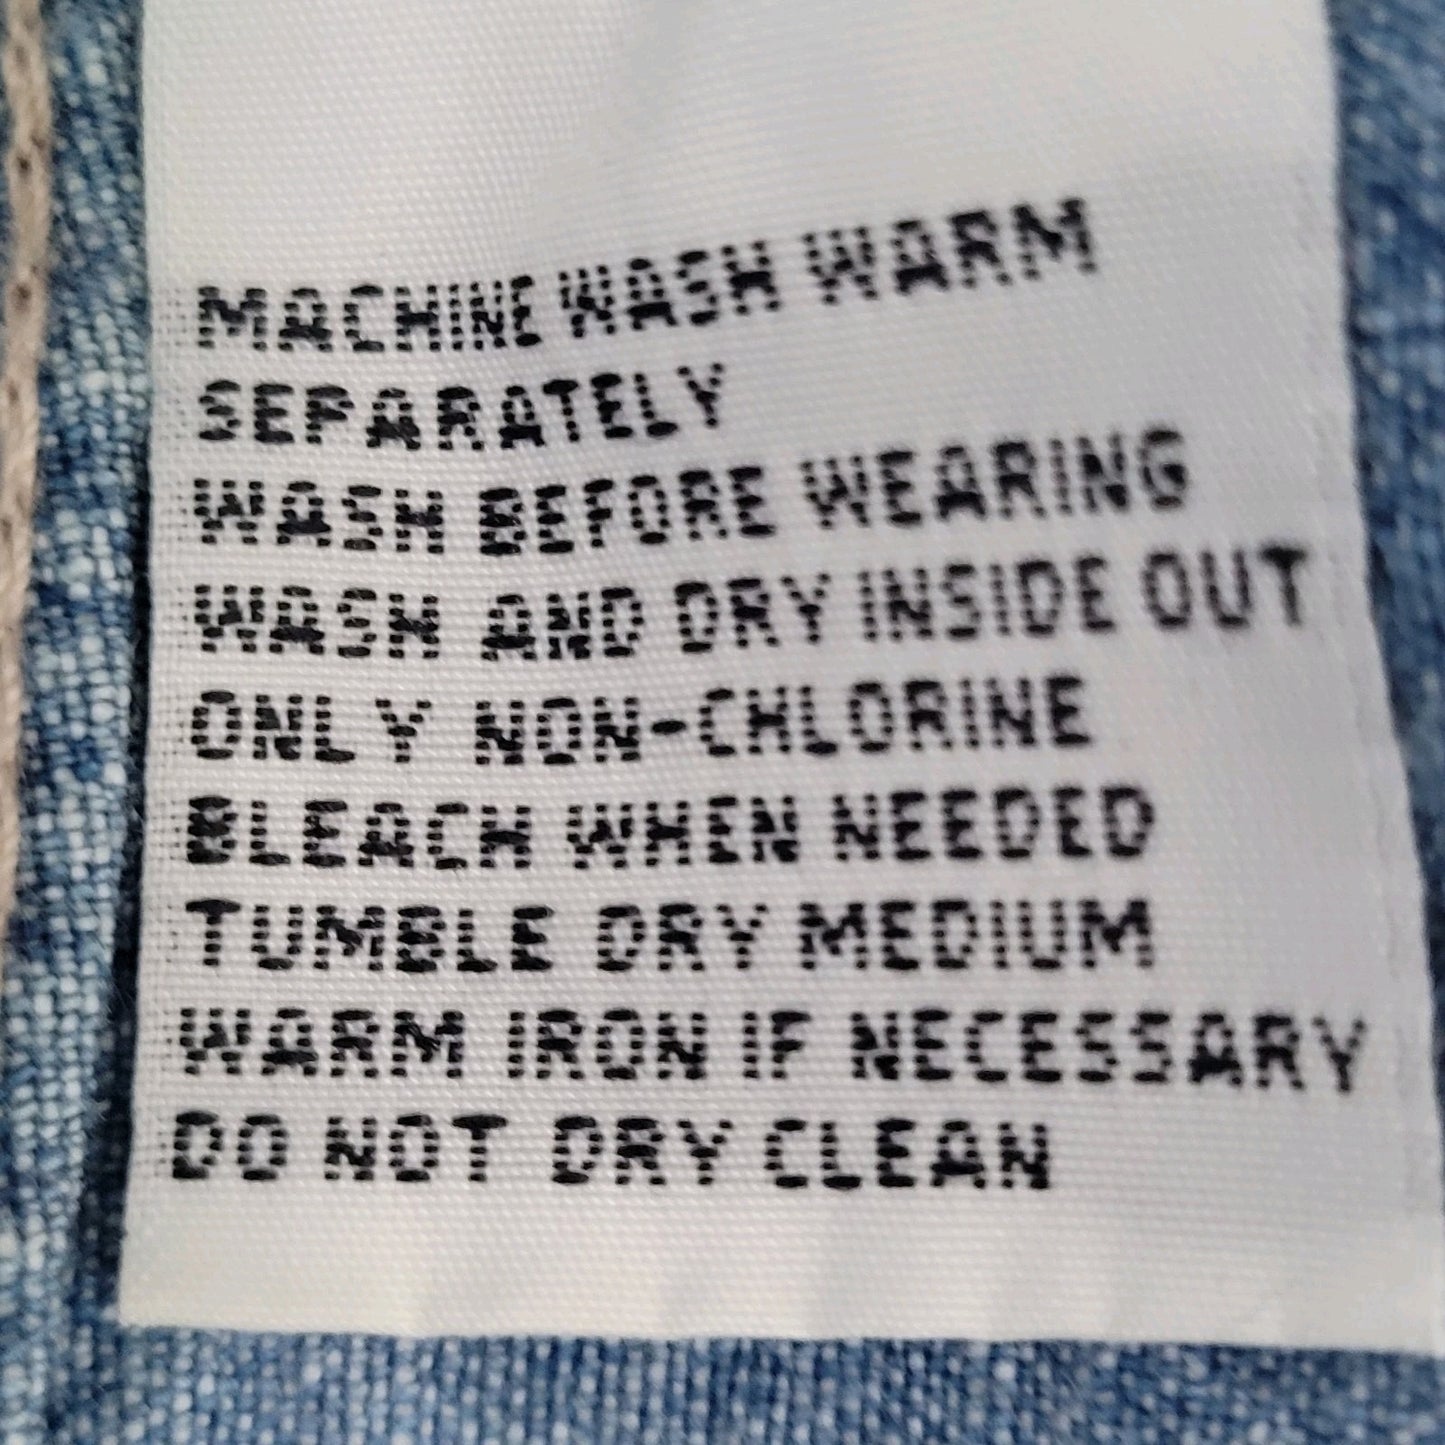 MACHINE WASH WARM
SEPARATELY
WASH BEFORE WEARING
WASH AND DRY INSIDE OUT
ONLY NON-CHLORINE
BLEACH WHEN NEEDED
TUMBLE DRY MEDIUM
WARM IRON IF NECESSARY
DO NOT DRY CLEAN